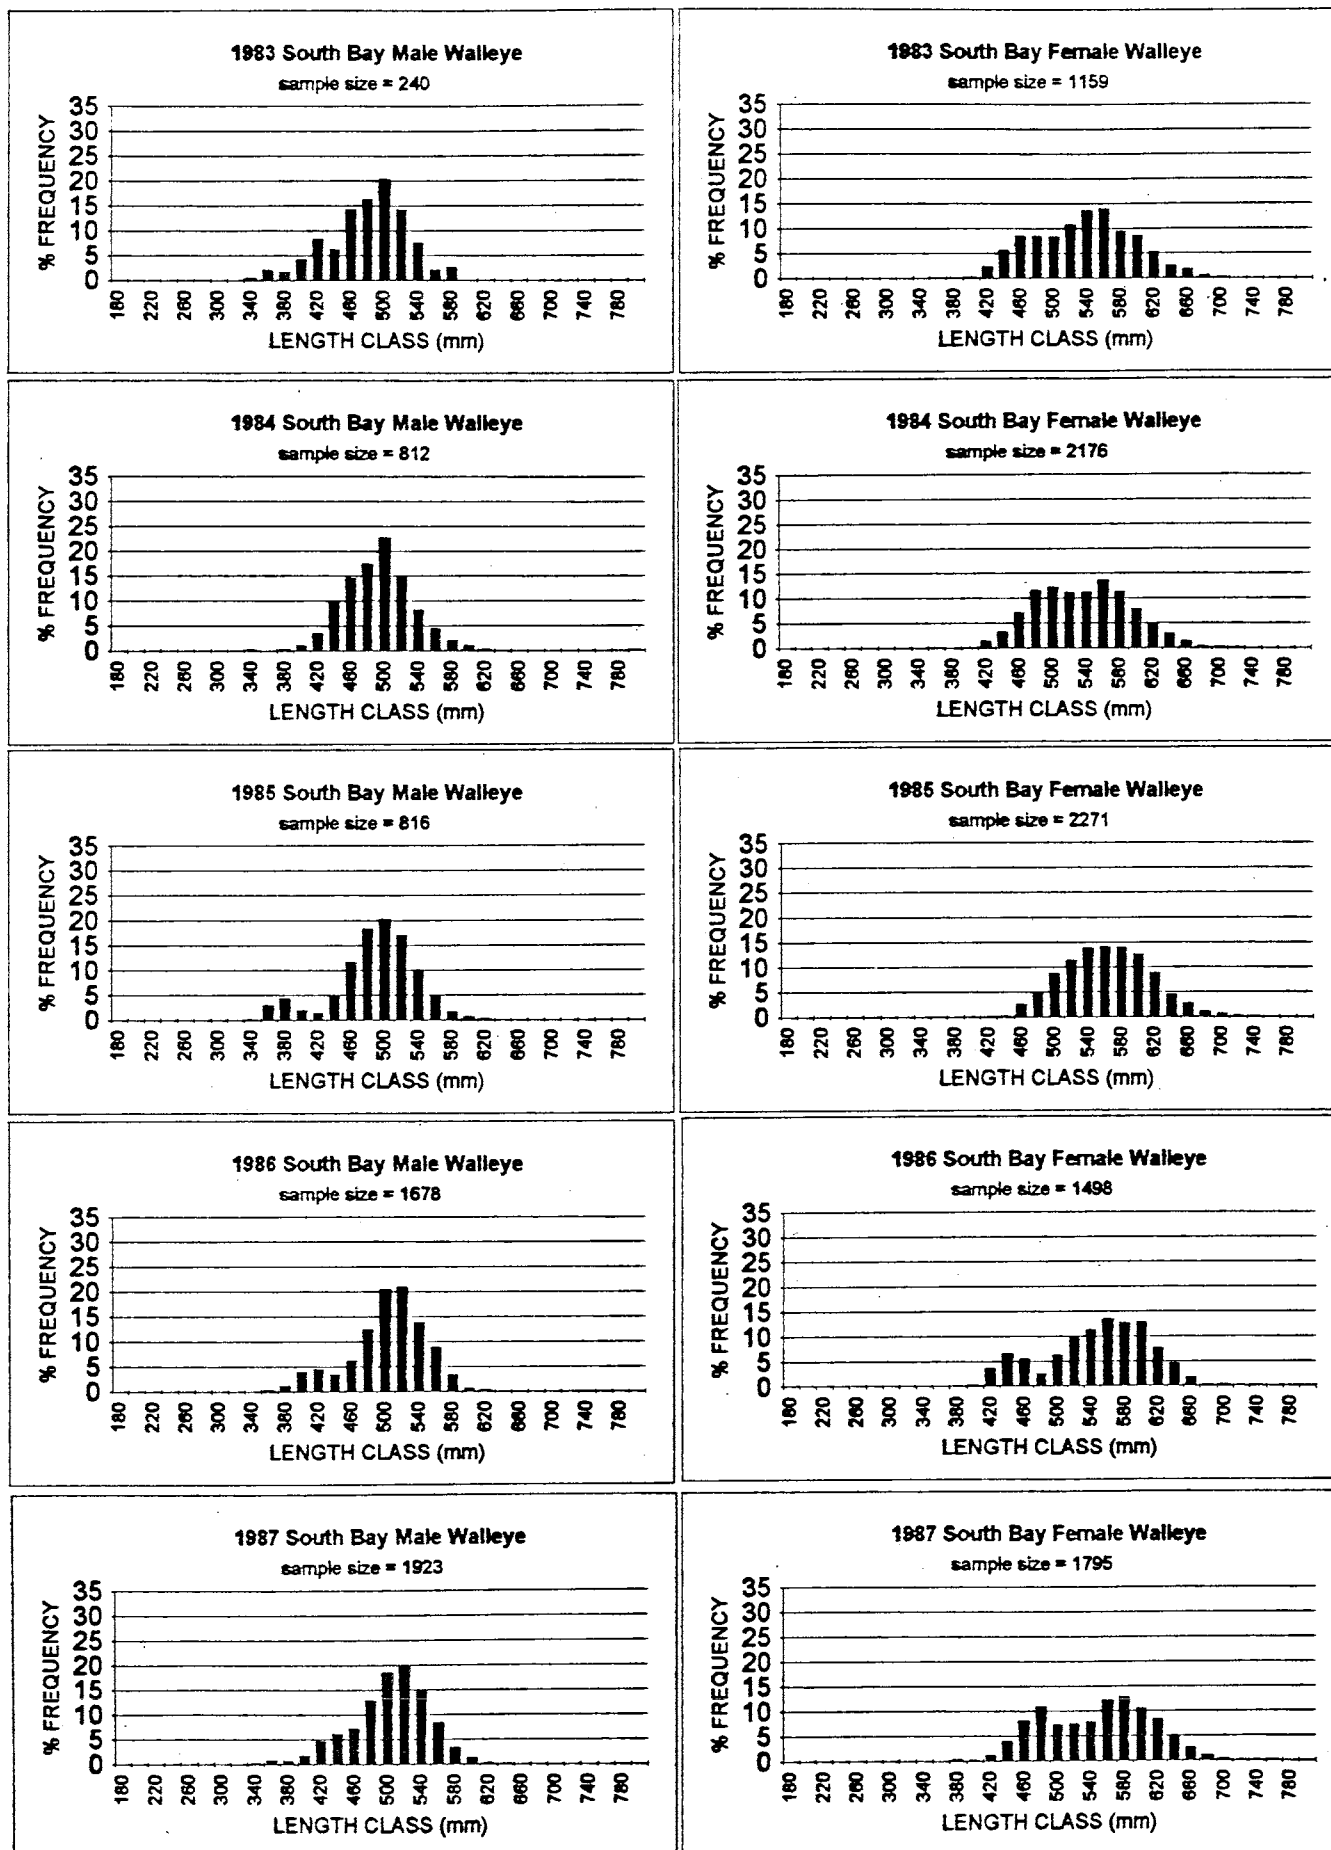 1983 South Bay Male Walleye
sample size = 240
% FREQUENCY
35
30
25
20
15
10
5
0
180 220 260 300 340 380 420 460 500 540 580 620 660 700 740 780
LENGTH CLASS (mm)
1983 South Bay Female Walleye
sample size = 1159
% FREQUENCY
35
30
25
20
15
10
5
0
180 220 260 300 340 380 420 460 500 540 580 620 660 700 740 780
LENGTH CLASS (mm)
1984 South Bay Male Walleye
sample size = 812
% FREQUENCY
35
30
25
20
15
10
5
0
180 220 260 300 340 380 420 460 500 540 580 620 660 700 740 780
LENGTH CLASS (mm)
1984 South Bay Female Walleye
sample size = 2176
% FREQUENCY
35
30
25
20
15
10
5
0
180 220 260 300 340 380 420 460 500 540 580 620 660 700 740 780
LENGTH CLASS (mm)
1985 South Bay Male Walleye
sample size = 816
% FREQUENCY
35
30
25
20
15
10
5
0
180 220 260 300 340 380 420 460 500 540 580 620 660 700 740 780
LENGTH CLASS (mm)
1985 South Bay Female Walleye
sample size = 2271
% FREQUENCY
35
30
25
20
15
10
5
0
180 220 260 300 340 380 420 460 500 540 580 620 660 700 740 780
LENGTH CLASS (mm)
1986 South Bay Male Walleye
sample size = 1678
% FREQUENCY
35
30
25
20
15
10
5
0
180 220 260 300 340 380 420 460 500 540 580 620 660 700 740 780
LENGTH CLASS (mm)
1986 South Bay Female Walleye
sample size = 1498
% FREQUENCY
35
30
25
20
15
10
5
0
180 220 260 300 340 380 420 460 500 540 580 620 660 700 740 780
LENGTH CLASS (mm)
1987 South Bay Male Walleye
sample size = 1923
% FREQUENCY
35
30
25
20
15
10
5
0
180 220 260 300 340 380 420 460 500 540 580 620 660 700 740 780
LENGTH CLASS (mm)
1987 South Bay Female Walleye
sample size = 1795
% FREQUENCY
35
30
25
20
15
10
5
0
180 220 260 300 340 380 420 460 500 540 580 620 660 700 740 780
LENGTH CLASS (mm)